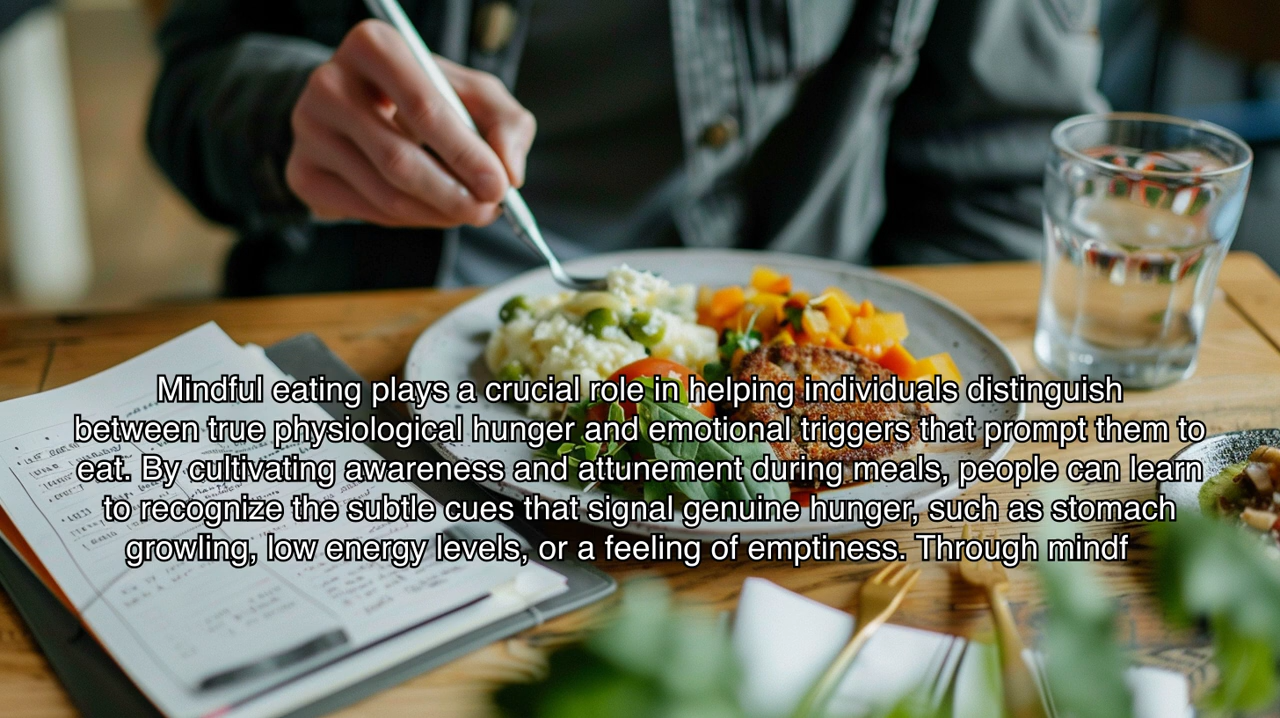 Mindful eating plays a crucial role in helping individuals distinguish
between true physiological hunger and emotional triggers that prompt them to
eat. By cultivating awareness and attunement during meals, people can learn
to recognize the subtle cues that signal genuine hunger, such as stomach
growling, low energy levels, or a feeling of emptiness. Through mindf